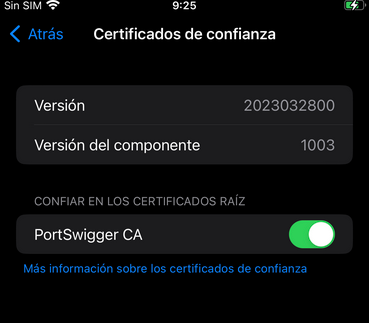 Sin SIM 9:25
Atrás Certificados de confianza
Versión 2023032800
Versión del componente 1003
CONFIAR EN LOS CERTIFICADOS RAÍZ
PortSwigger CA
Más información sobre los certificados de confianza